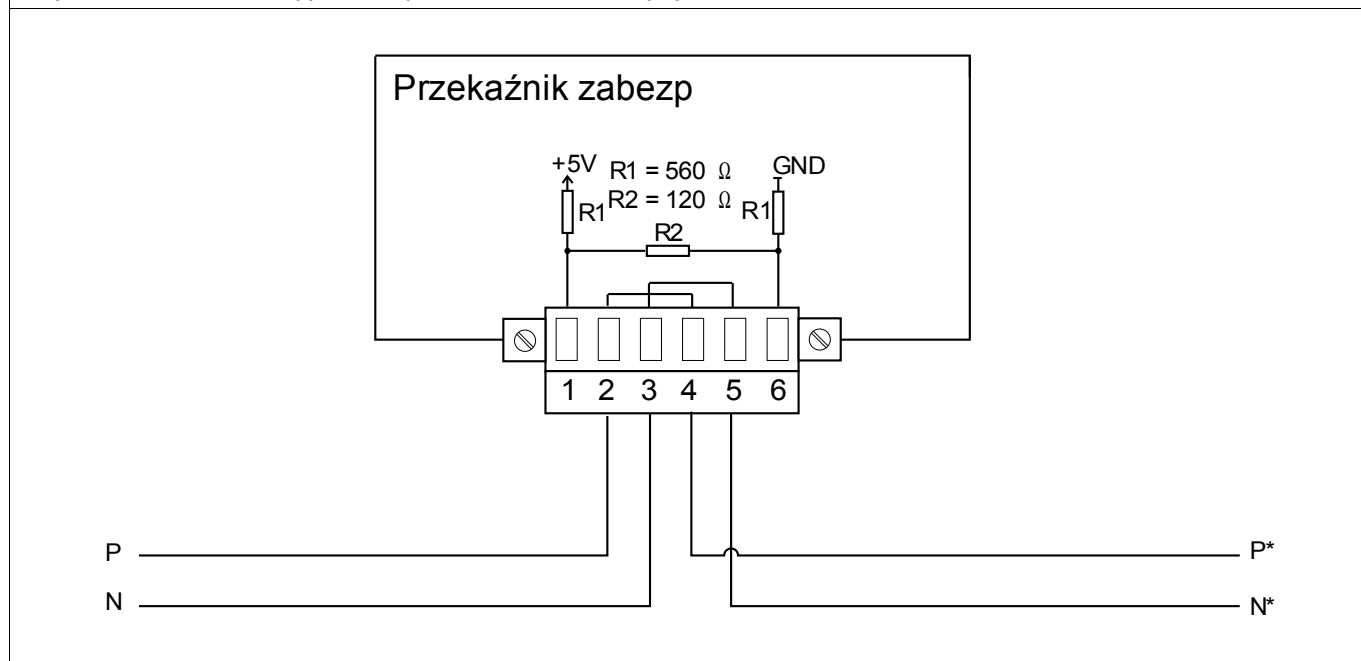 Przekaźnik zabezp
+5V R1 = 560 Ω GND
R1 R2 = 120 Ω R1
R2
1 2 3 4 5 6
P P*
N N*